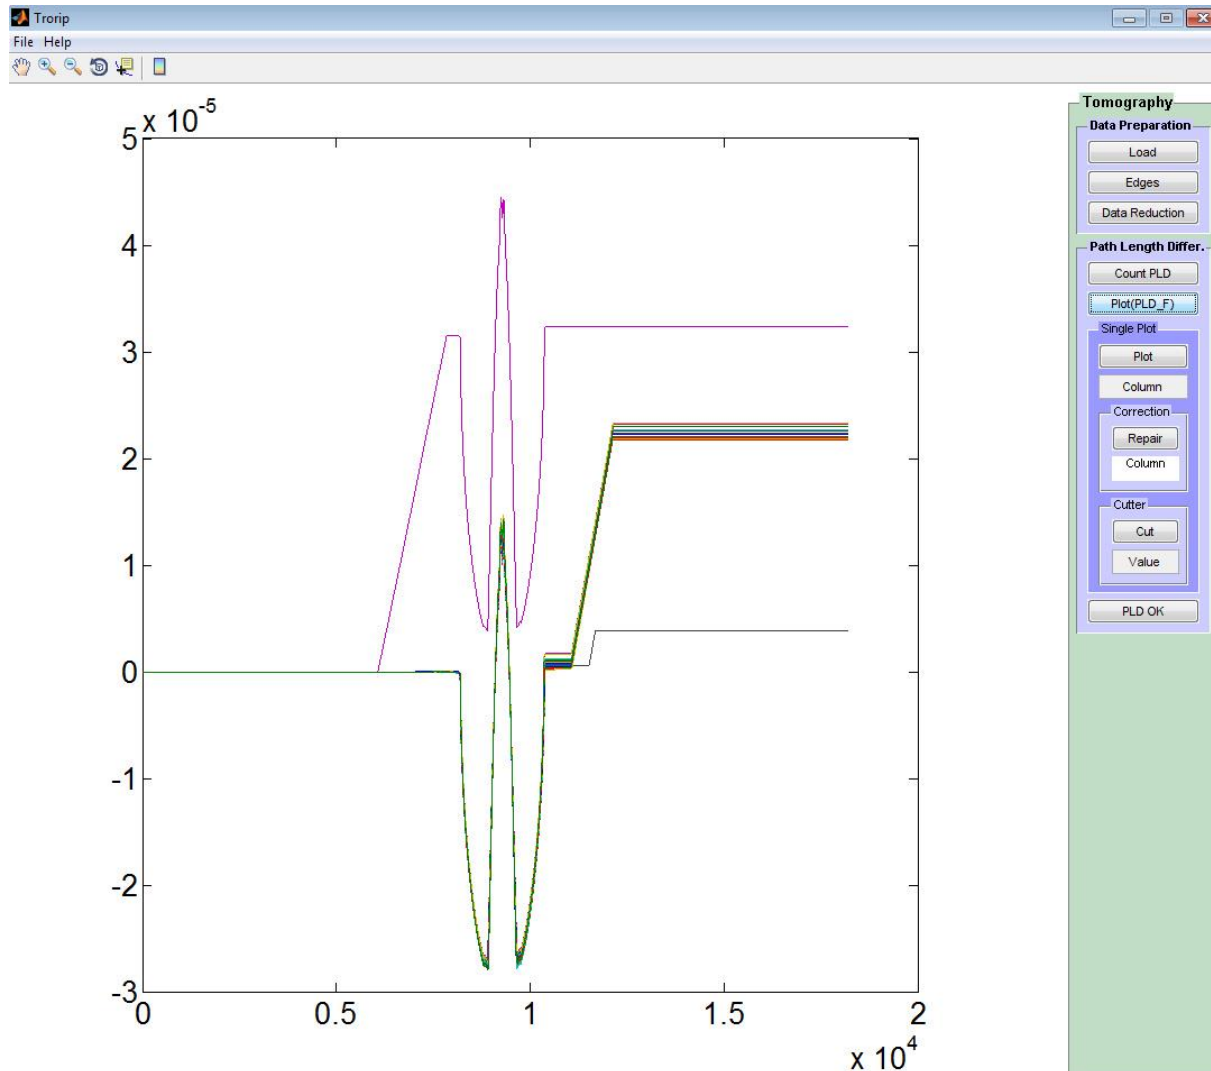 Trorip
File Help
Tomography
Data Preparation
Load
Edges
Data Reduction
Path Length Differ.
Count PLD
Plot(PLD_F)
Single Plot
Plot
Column
Correction
Repair
Column
Cutter
Cut
Value
PLD OK
x 10^-5
5
4
3
2
1
0
-1
-2
-3
0 0.5 1 1.5 2
x 10^4